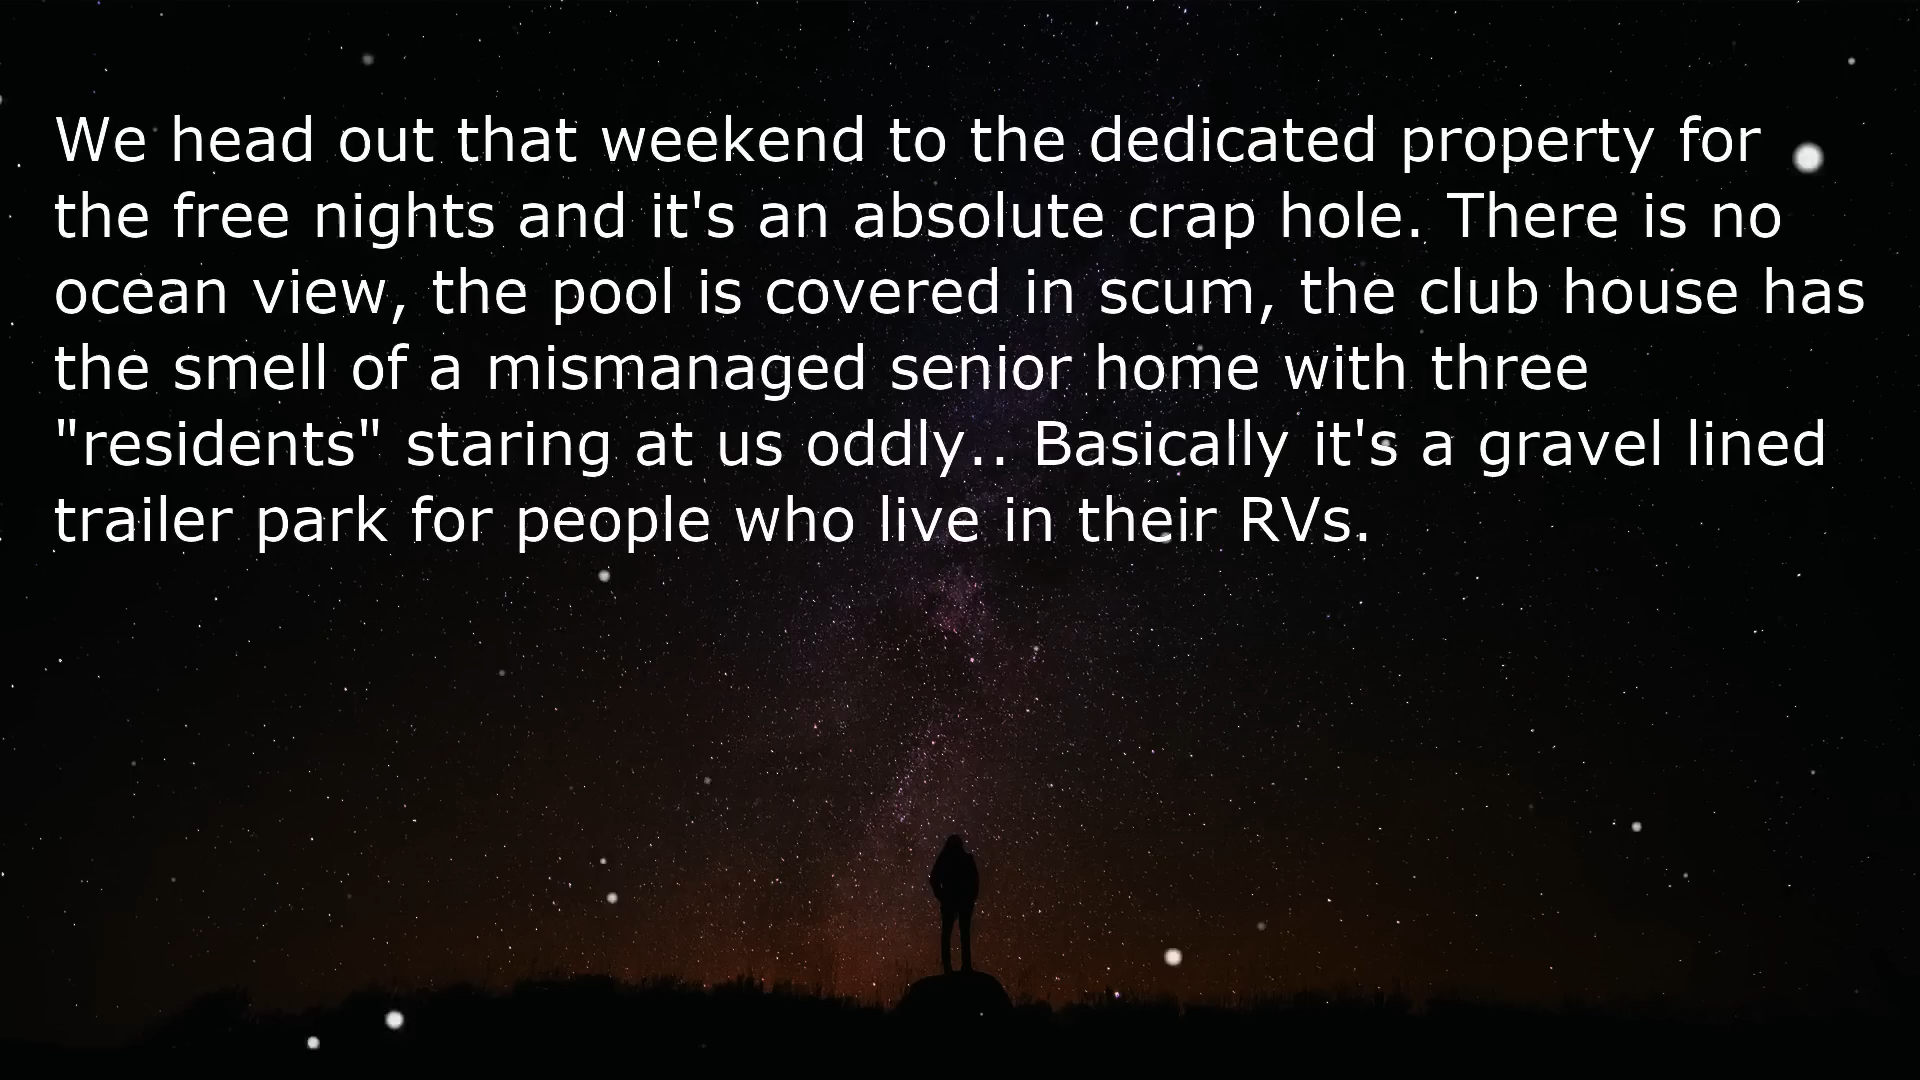 We head out that weekend to the dedicated property for
the free nights and it's an absolute crap hole. There is no
ocean view, the pool is covered in scum, the club house has
the smell of a mismanaged senior home with three
"residents" staring at us oddly.. Basically it's a gravel lined
trailer park for people who live in their RVs.